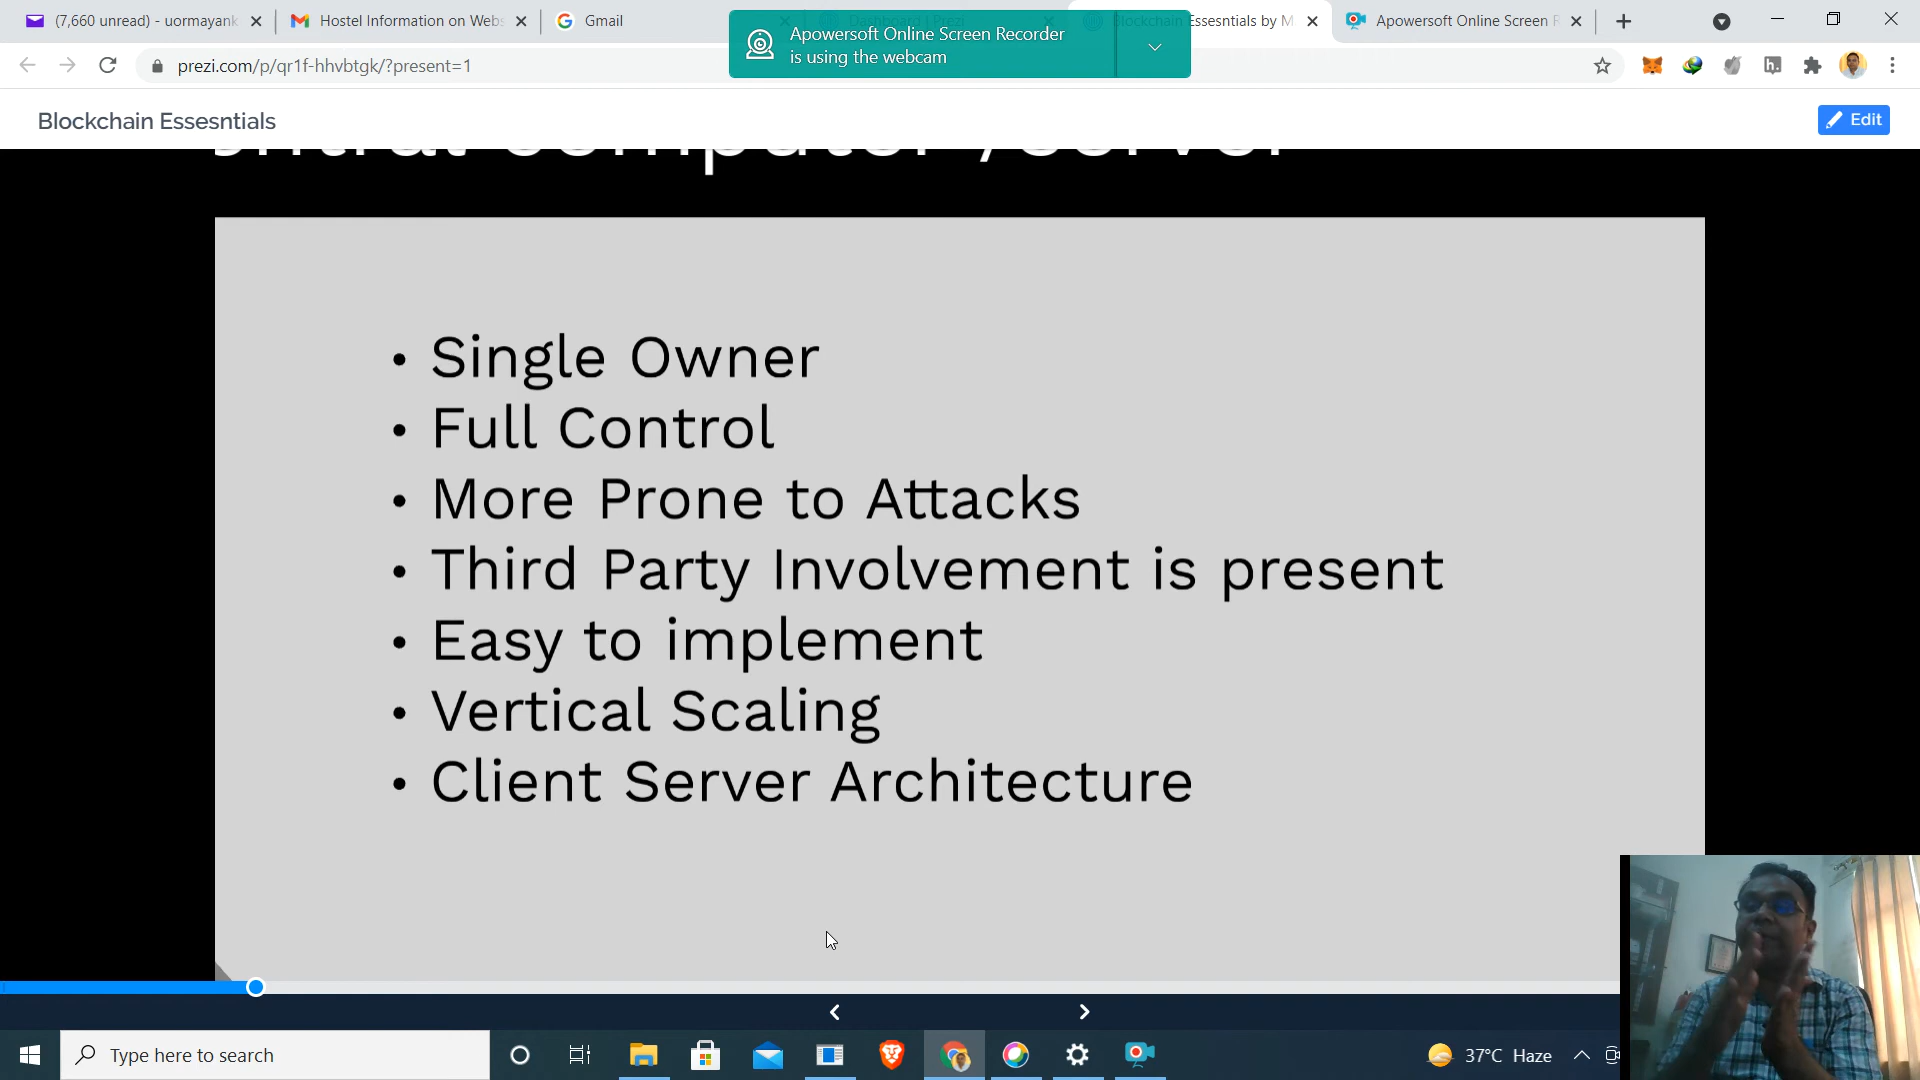 (7,660 unread) - uormayank
Hostel Information on Webs
Gmail
Essesntials by M
Apowersoft Online Screen R
Apowersoft Online Screen Recorder
is using the webcam
prezi.com/p/qr1f-hhvbtgk/?present=1
Blockchain Essesntials
Edit
• Single Owner
• Full Control
• More Prone to Attacks
• Third Party Involvement is present
• Easy to implement
• Vertical Scaling
• Client Server Architecture
Type here to search
37°C Haze